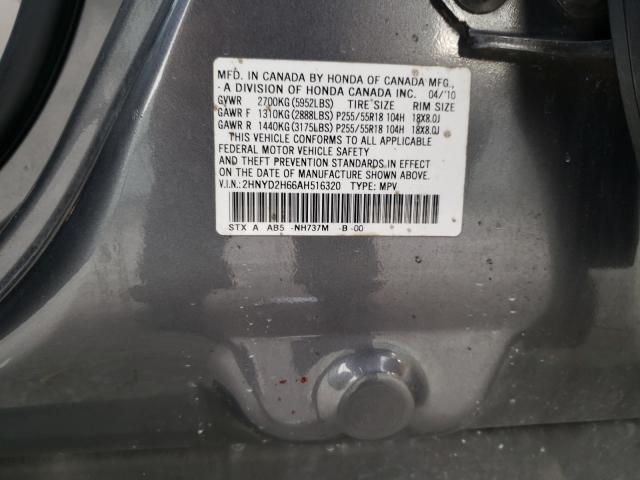 MFD. IN CANADA BY HONDA OF CANADA MFG.,
A DIVISION OF HONDA CANADA INC. 04/'10
GVWR 2700KG(5952LBS) TIRE SIZE RIM SIZE
GAWR F 1310KG(2888LBS) P255/55R18 104H 18X8.0J
GAWR R 1440KG(3175LBS) P255/55R18 104H 18X8.0J
THIS VEHICLE CONFORMS TO ALL APPLICABLE
FEDERAL MOTOR VEHICLE SAFETY
AND THEFT PREVENTION STANDARDS IN EFFECT
ON THE DATE OF MANUFACTURE SHOWN ABOVE.
V.I.N.: 2HNYD2H66AH516320 TYPE: MPV
STX A AB5 -NH737M -B -00